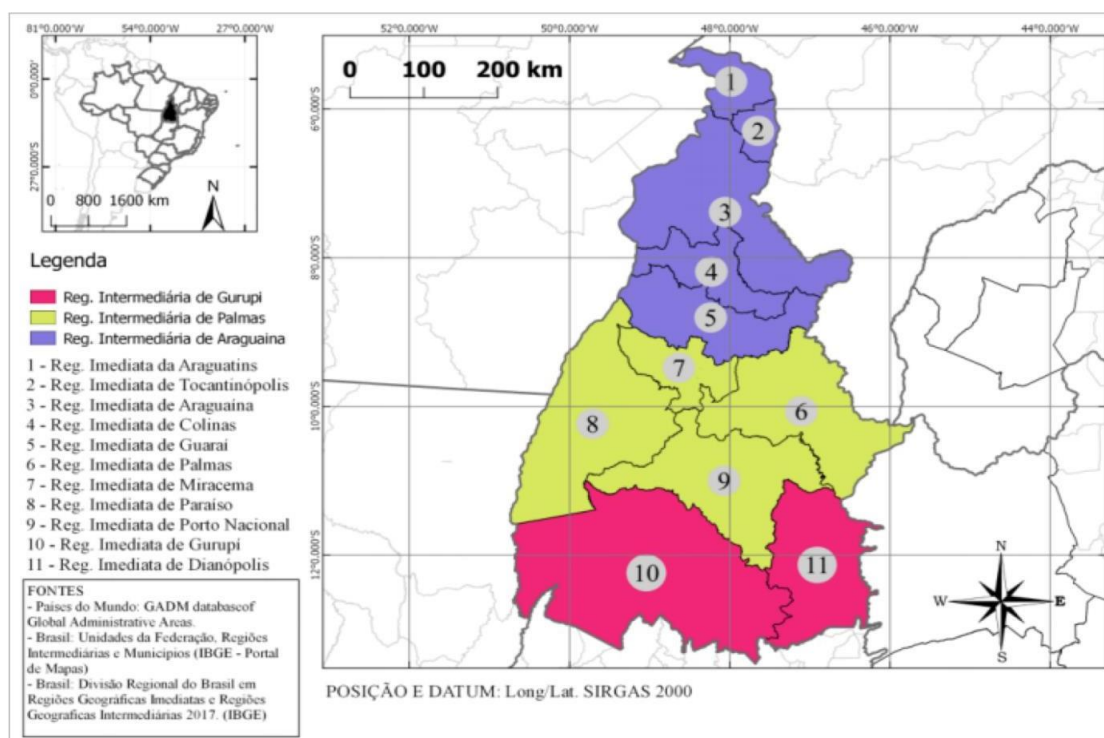 81°0.000'W 54°0.000'W 27°0.000'W
0°0.000'
27°0.000'S
N
0 800 1600 km
52°0.000'W 50°0.000'W 48°0.000'W 46°0.000'W 44°0.000'W
6°0.000'S
8°0.000'S
10°0.000'S
12°0.000'S
0 100 200 km
1
2
3
4
5
7
6
8
9
10
11
N
W E
S
Legenda
Reg. Intermediária de Gurupi
Reg. Intermediária de Palmas
Reg. Intermediária de Araguaina
1 - Reg. Imediata da Araguatins
2 - Reg. Imediata de Tocantinópolis
3 - Reg. Imediata de Araguaína
4 - Reg. Imediata de Colinas
5 - Reg. Imediata de Guaraí
6 - Reg. Imediata de Palmas
7 - Reg. Imediata de Miracema
8 - Reg. Imediata de Paraíso
9 - Reg. Imediata de Porto Nacional
10 - Reg. Imediata de Gurupí
11 - Reg. Imediata de Dianópolis
FONTES
- Países do Mundo: GADM databaseof
Global Administrative Areas.
- Brasil: Unidades da Federação, Regiões
Intermediárias e Municípios (IBGE - Portal
de Mapas)
- Brasil: Divisão Regional do Brasil em
Regiões Geográficas Imediatas e Regiões
Geograficas Intermediárias 2017. (IBGE)
POSIÇÃO E DATUM: Long/Lat. SIRGAS 2000